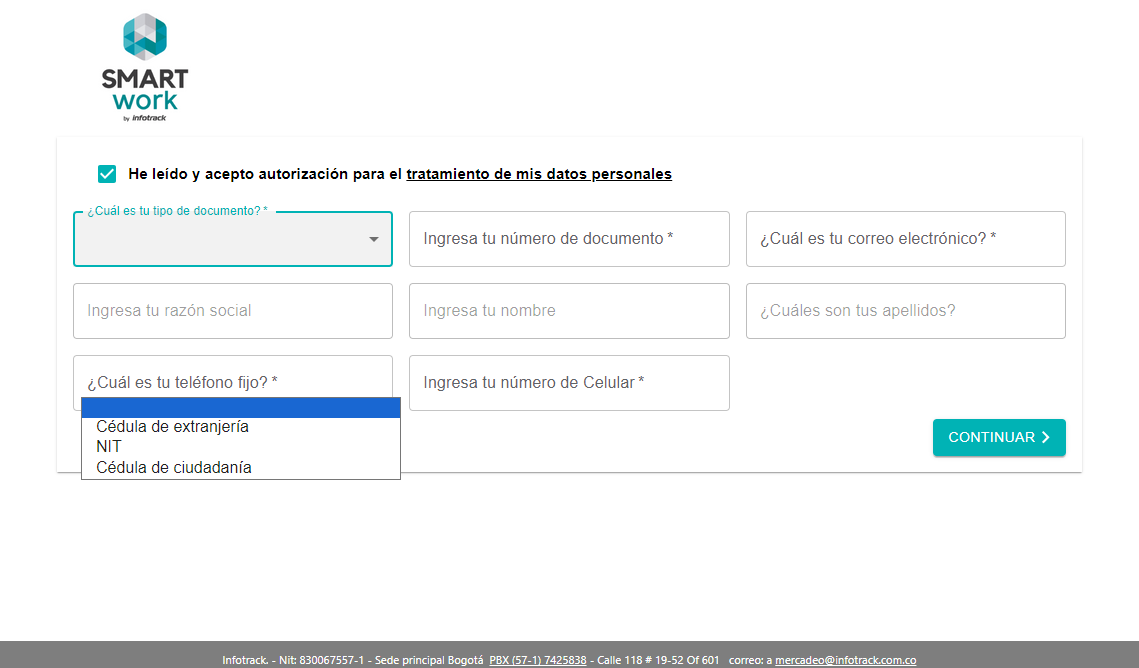 SMART
work
by infotrack
He leído y acepto autorización para el tratamiento de mis datos personales
¿Cuál es tu tipo de documento? *
Ingresa tu número de documento *
¿Cuál es tu correo electrónico? *
Ingresa tu razón social
Ingresa tu nombre
¿Cuáles son tus apellidos?
¿Cuál es tu teléfono fijo? *
Ingresa tu número de Celular *
Cédula de extranjería
NIT
Cédula de ciudadanía
CONTINUAR
Infotrack. - Nit: 830067557-1 - Sede principal Bogotá PBX (57-1) 7425838 - Calle 118 # 19-52 Of 601 correo: a mercadeo@infotrack.com.co